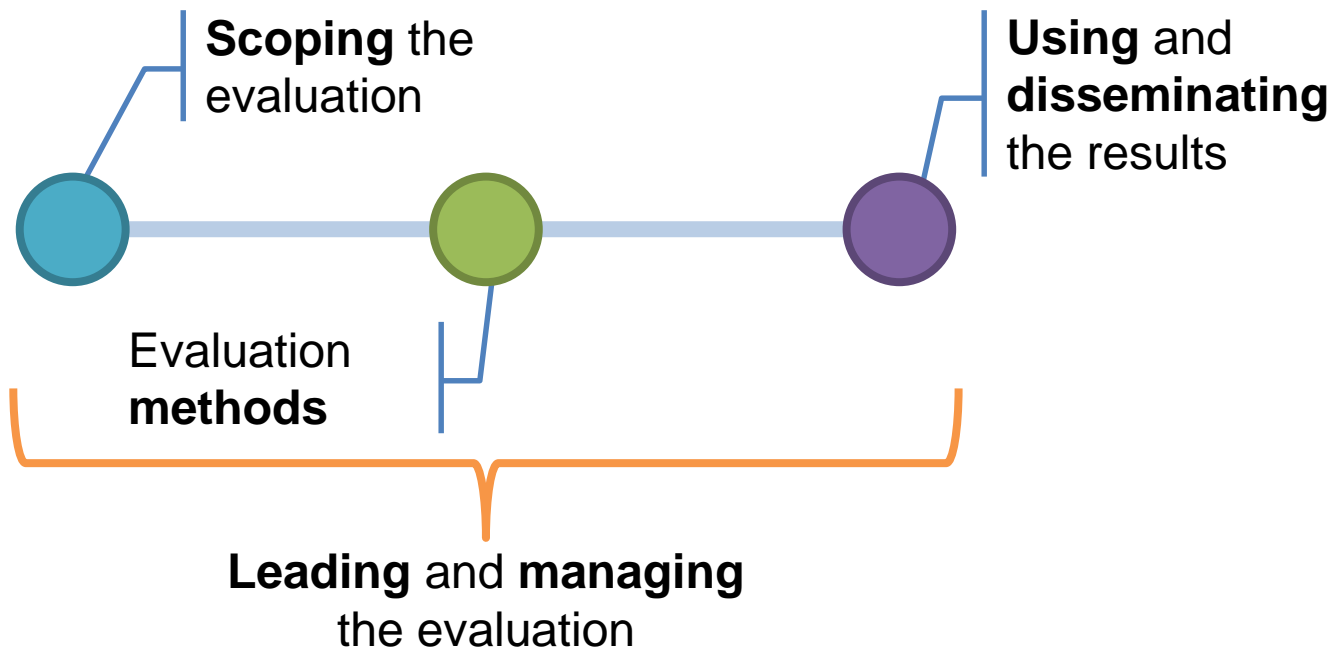 Scoping the
evaluation
Using and
disseminating
the results
Evaluation
methods
Leading and managing
the evaluation